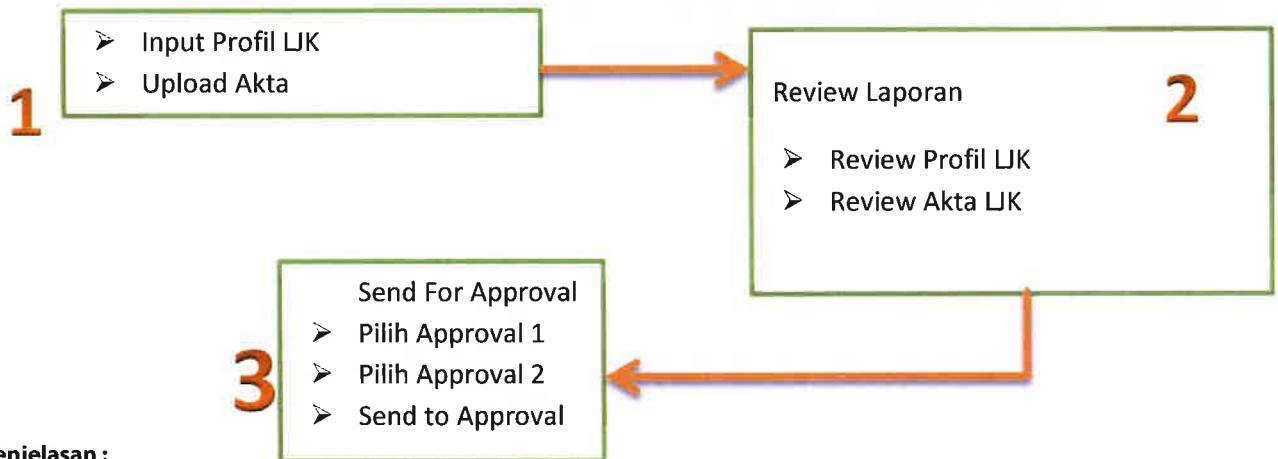 1
➢ Input Profil LJK
➢ Upload Akta
2
Review Laporan
➢ Review Profil LJK
➢ Review Akta LJK
3
Send For Approval
➢ Pilih Approval 1
➢ Pilih Approval 2
➢ Send to Approval
enjelasan :